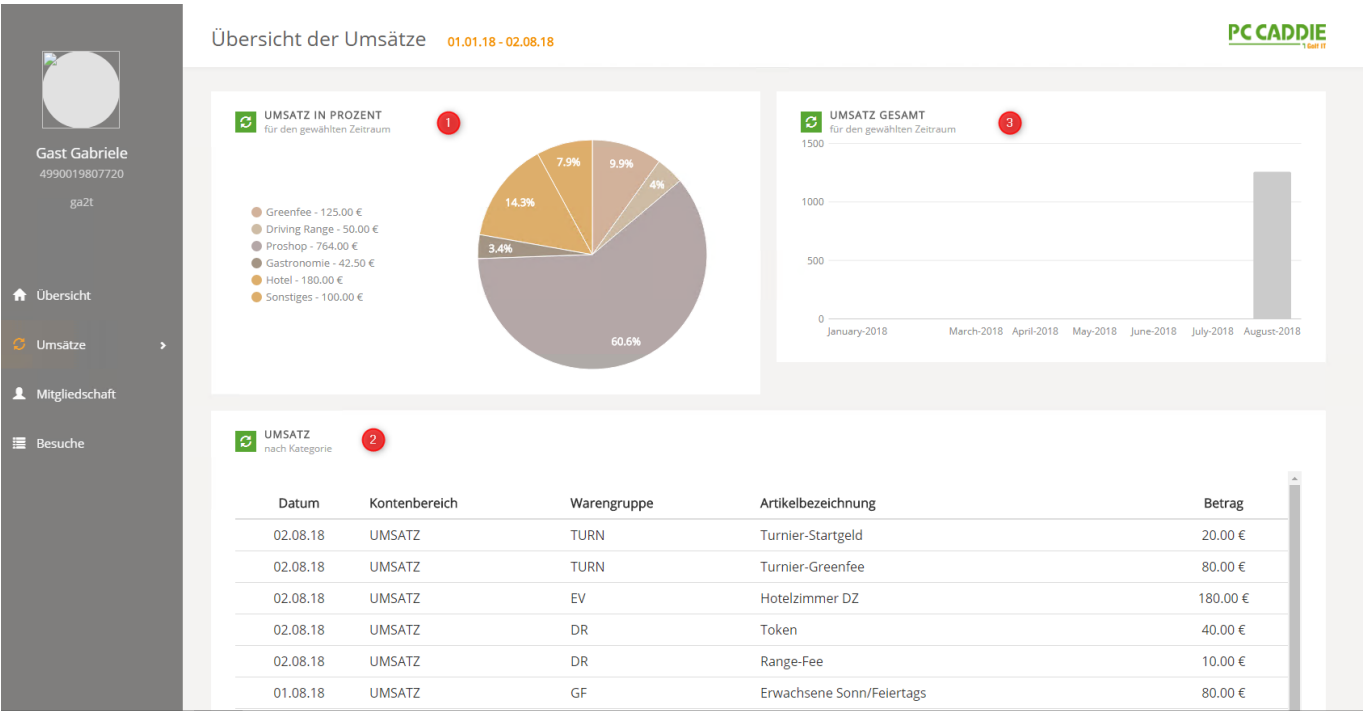 Übersicht der Umsätze 01.01.18 - 02.08.18
PC CADDIE
1 Golf IT
Gast Gabriele
4990019807720
ga2t
Übersicht
Umsätze
Mitgliedschaft
Besuche
UMSATZ IN PROZENT
für den gewählten Zeitraum
1
Greenfee - 125.00 €
Driving Range - 50.00 €
Proshop - 764.00 €
Gastronomie - 42.50 €
Hotel - 180.00 €
Sonstiges - 100.00 €
7.9%
9.9%
4%
14.3%
3.4%
60.6%
UMSATZ GESAMT
für den gewählten Zeitraum
3
1500
1000
500
0
January-2018 March-2018 April-2018 May-2018 June-2018 July-2018 August-2018
UMSATZ
nach Kategorie
2
Datum Kontenbereich Warengruppe Artikelbezeichnung Betrag
02.08.18 UMSATZ TURN Turnier-Startgeld 20.00 €
02.08.18 UMSATZ TURN Turnier-Greenfee 80.00 €
02.08.18 UMSATZ EV Hotelzimmer DZ 180.00 €
02.08.18 UMSATZ DR Token 40.00 €
02.08.18 UMSATZ DR Range-Fee 10.00 €
01.08.18 UMSATZ GF Erwachsene Sonn/Feiertags 80.00 €